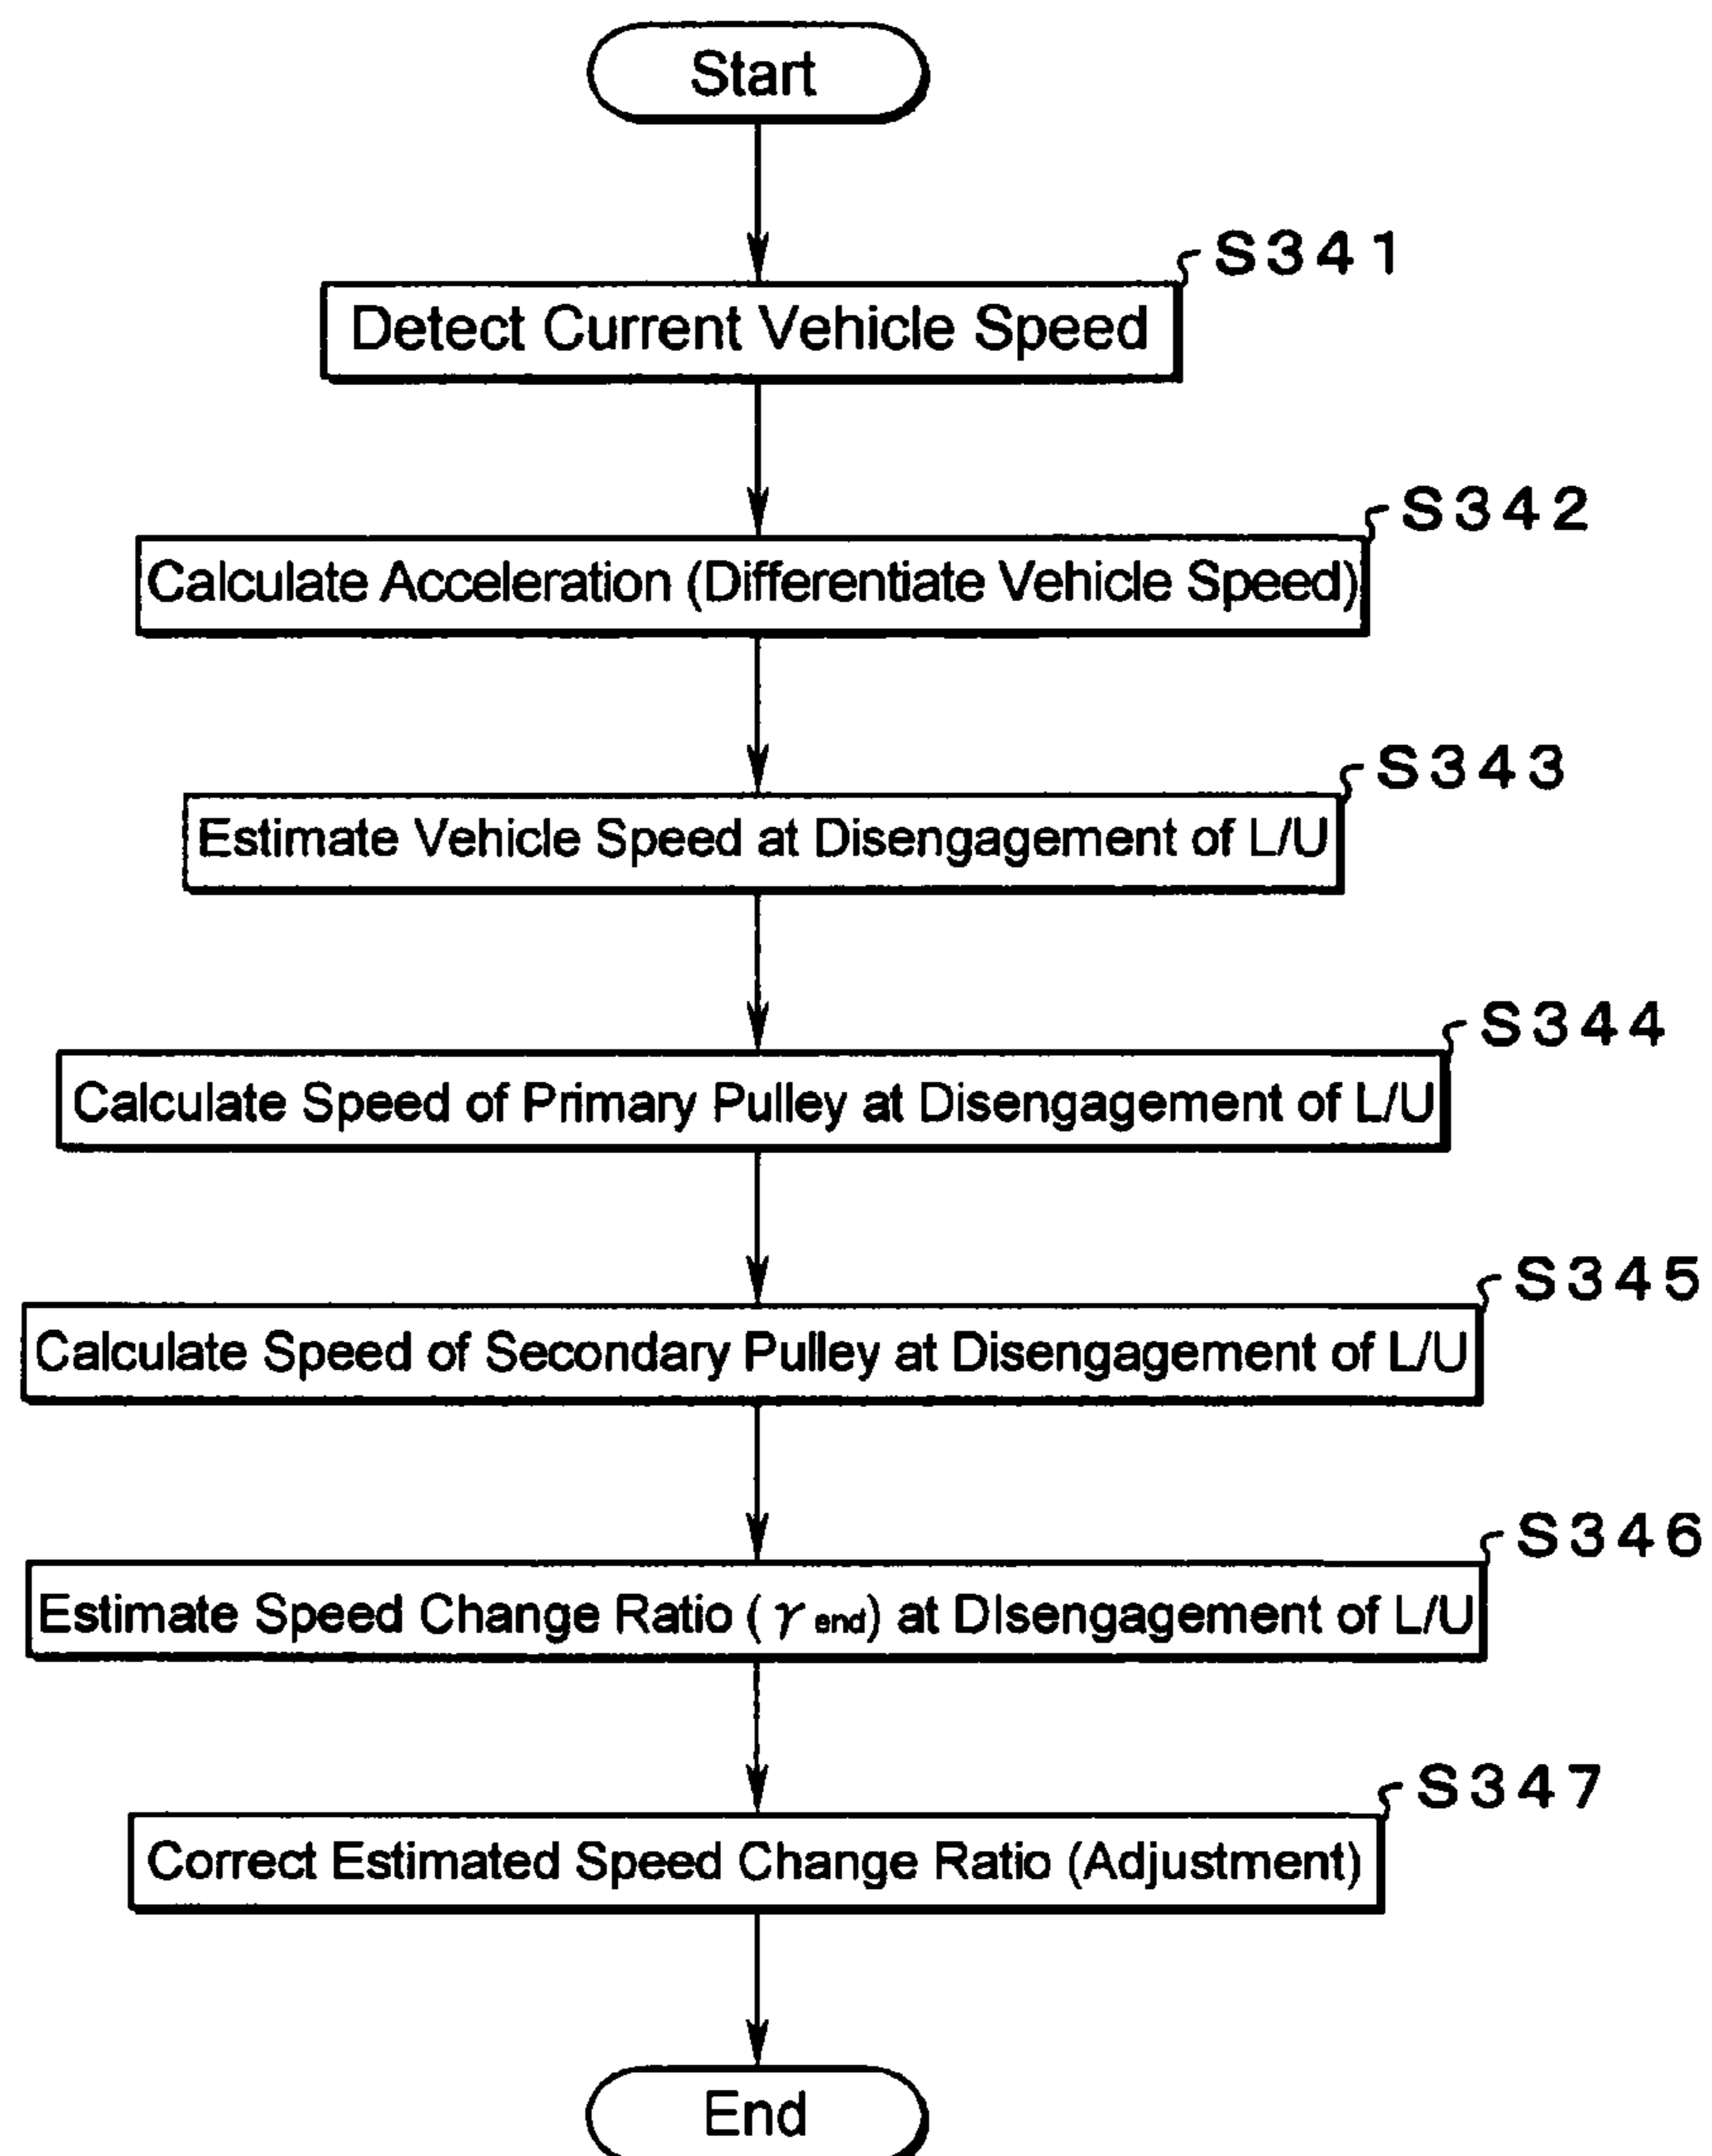 Start
S341
Detect Current Vehicle Speed
S342
Calculate Acceleration (Differentiate Vehicle Speed)
S343
Estimate Vehicle Speed at Disengagement of L/U
S344
Calculate Speed of Primary Pulley at Disengagement of L/U
S345
Calculate Speed of Secondary Pulley at Disengagement of L/U
S346
Estimate Speed Change Ratio (γ end) at DIsengagement of L/U
S347
Correct Estimated Speed Change Ratio (Adjustment)
End